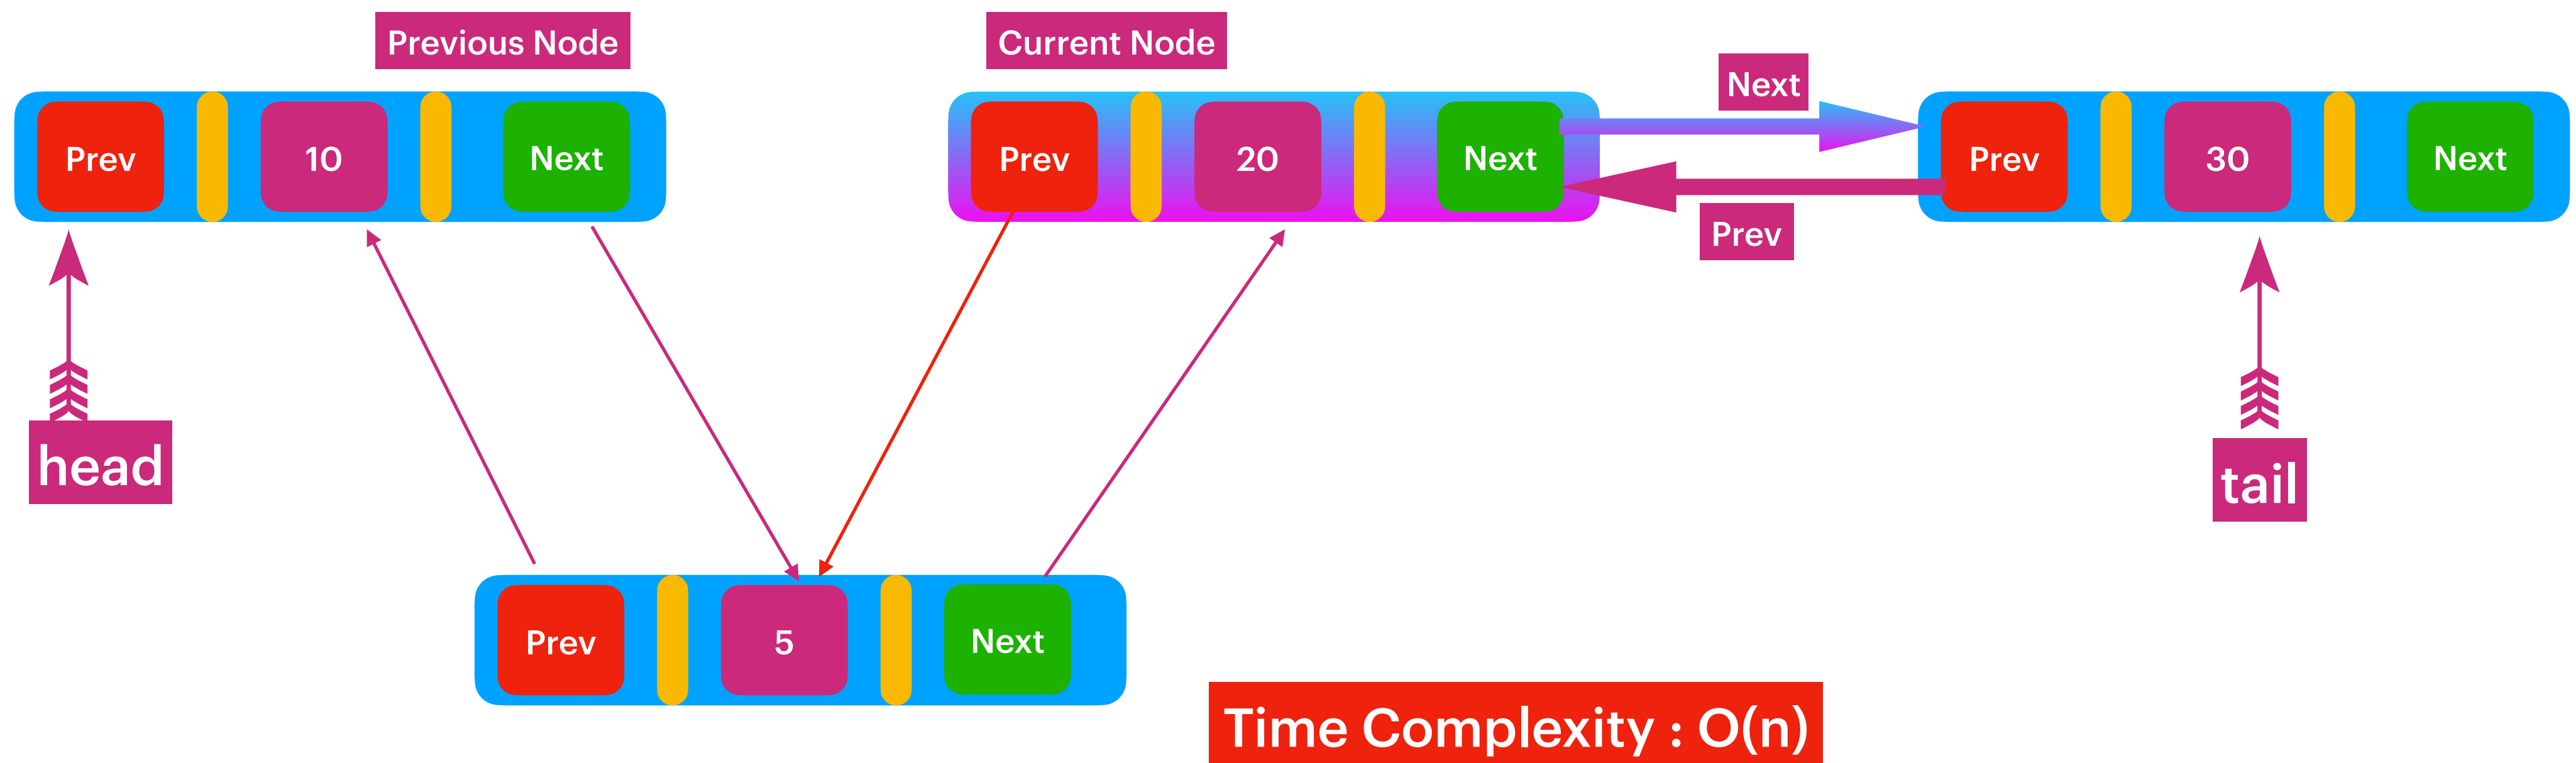 Previous Node
Current Node
Next
Prev 10 Next
Prev 20 Next
Prev 30 Next
Prev
head
tail
Prev 5 Next
Time Complexity : O(n)